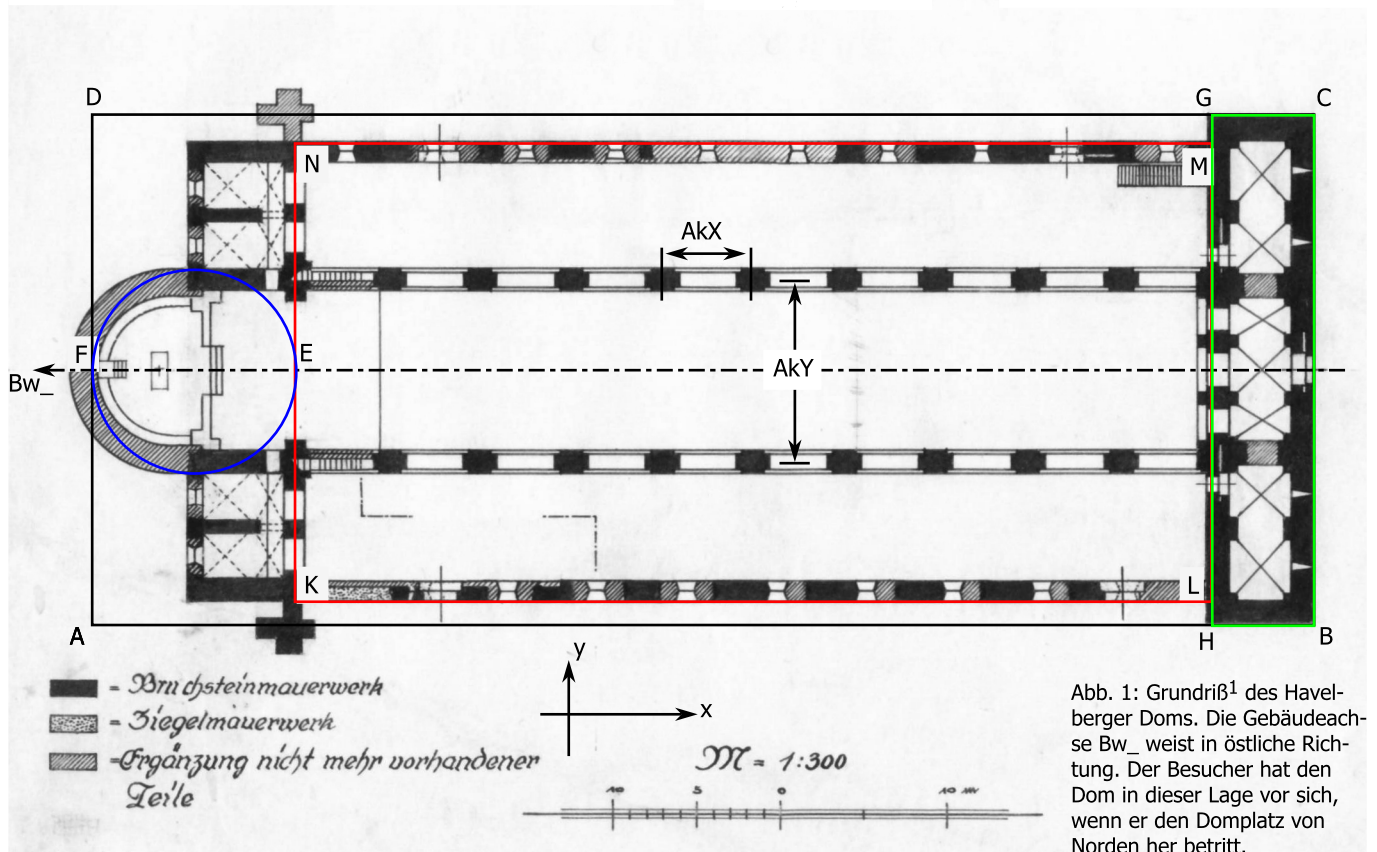 D
G
C
N
M
AkX
F
E
AkY
Bw_
K
L
A
H
B
y
x
= Bruchsteinmauerwerk
= Ziegelmauerwerk
=Ergänzung nicht mehr vorhandener
Teile
M = 1:300
10 5 0 10 m
Abb. 1: Grundriß¹ des Havel-
berger Doms. Die Gebäudeach-
se Bw_ weist in östliche Rich-
tung. Der Besucher hat den
Dom in dieser Lage vor sich,
wenn er den Domplatz von
Norden her betritt.